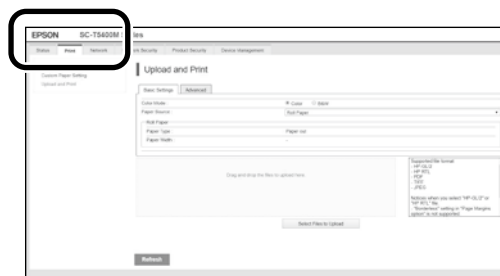 EPSON SC-T5400M les
Status Print Network Security Product Security Device Management
Custom Paper Setting
Upload and Print
Upload and Print
Basic Settings Advanced
Color Mode: Color B&W
Paper Source: Roll Paper
Roll Paper
Paper Type Paper out
Paper Width: -
Drag and drop the files to upload here.
Supported file format
- HP-GL/2
- HP RTL
- PDF
- TIFF
- JPEG
Notices when you select "HP-GL/2" or
"HP RTL" file
- "Borderless" setting in "Page Margins
option" is not supported.
Select Files to Upload
Refresh